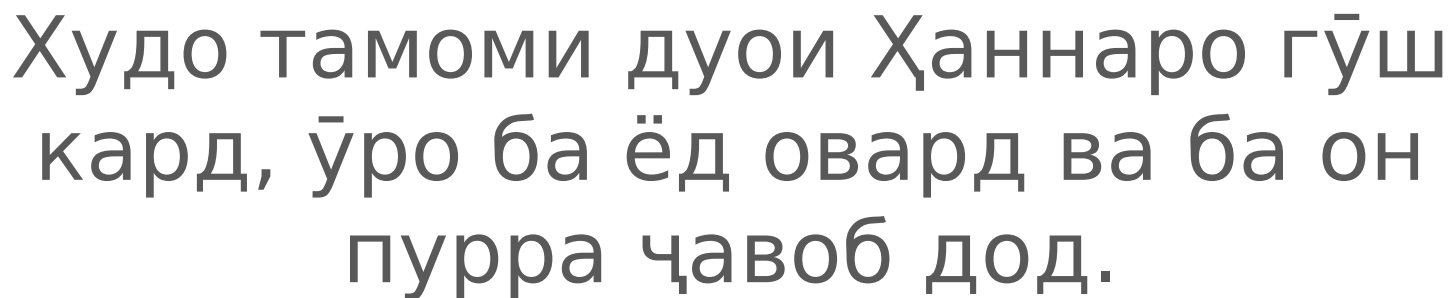 Худо тамоми дуои Ҳаннаро гӯш
кард, ӯро ба ёд овард ва ба он
пурра ҷавоб дод.